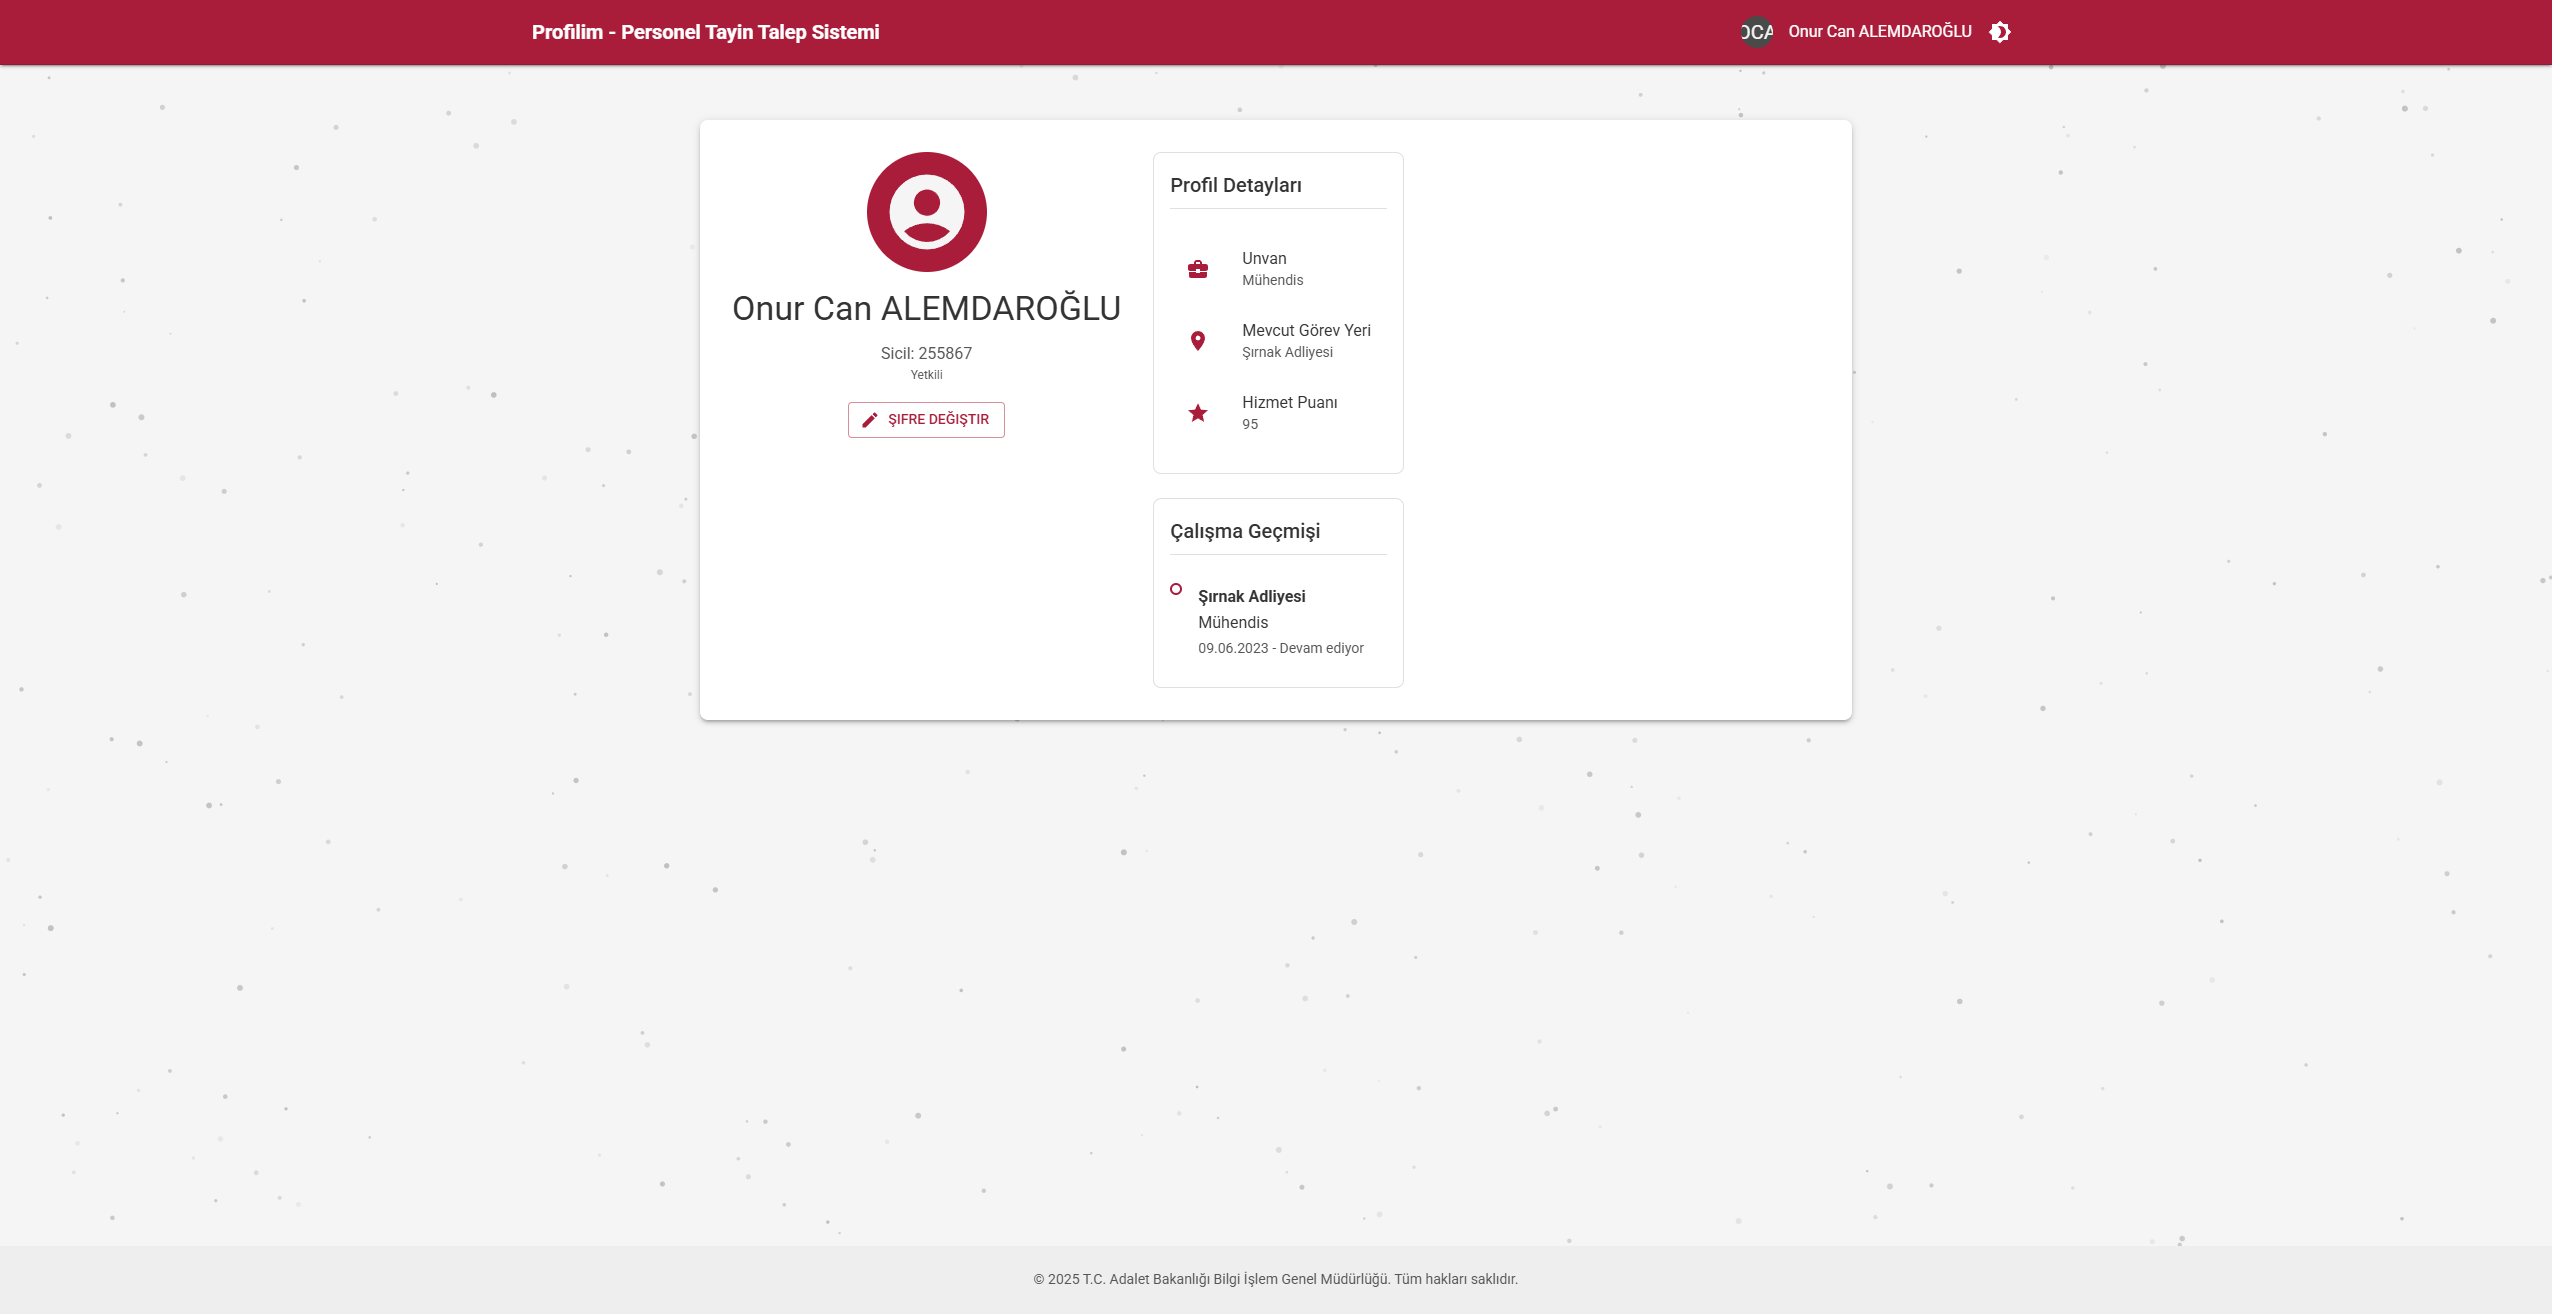 Profilim - Personel Tayin Talep Sistemi
OCA
Onur Can ALEMDAROĞLU
Onur Can ALEMDAROĞLU
Sicil: 255867
Yetkili
ŞIFRE DEĞIŞTIR
Profil Detayları
Unvan
Mühendis
Mevcut Görev Yeri
Şırnak Adliyesi
Hizmet Puanı
95
Çalışma Geçmişi
Şırnak Adliyesi
Mühendis
09.06.2023 - Devam ediyor
© 2025 T.C. Adalet Bakanlığı Bilgi İşlem Genel Müdürlüğü. Tüm hakları saklıdır.